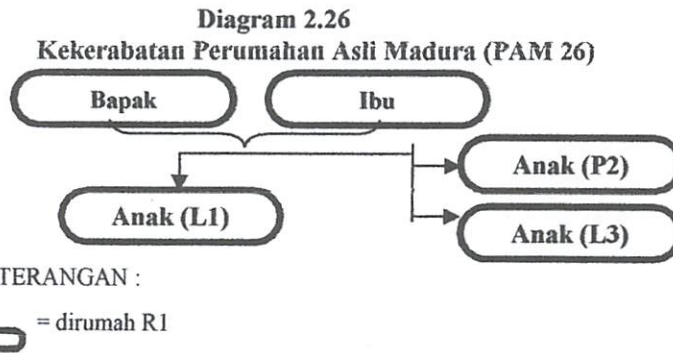 Diagram 2.26
Kekerabatan Perumahan Asli Madura (PAM 26)
Bapak
Ibu
Anak (P2)
Anak (L1)
Anak (L3)
TERANGAN :
= dirumah R1